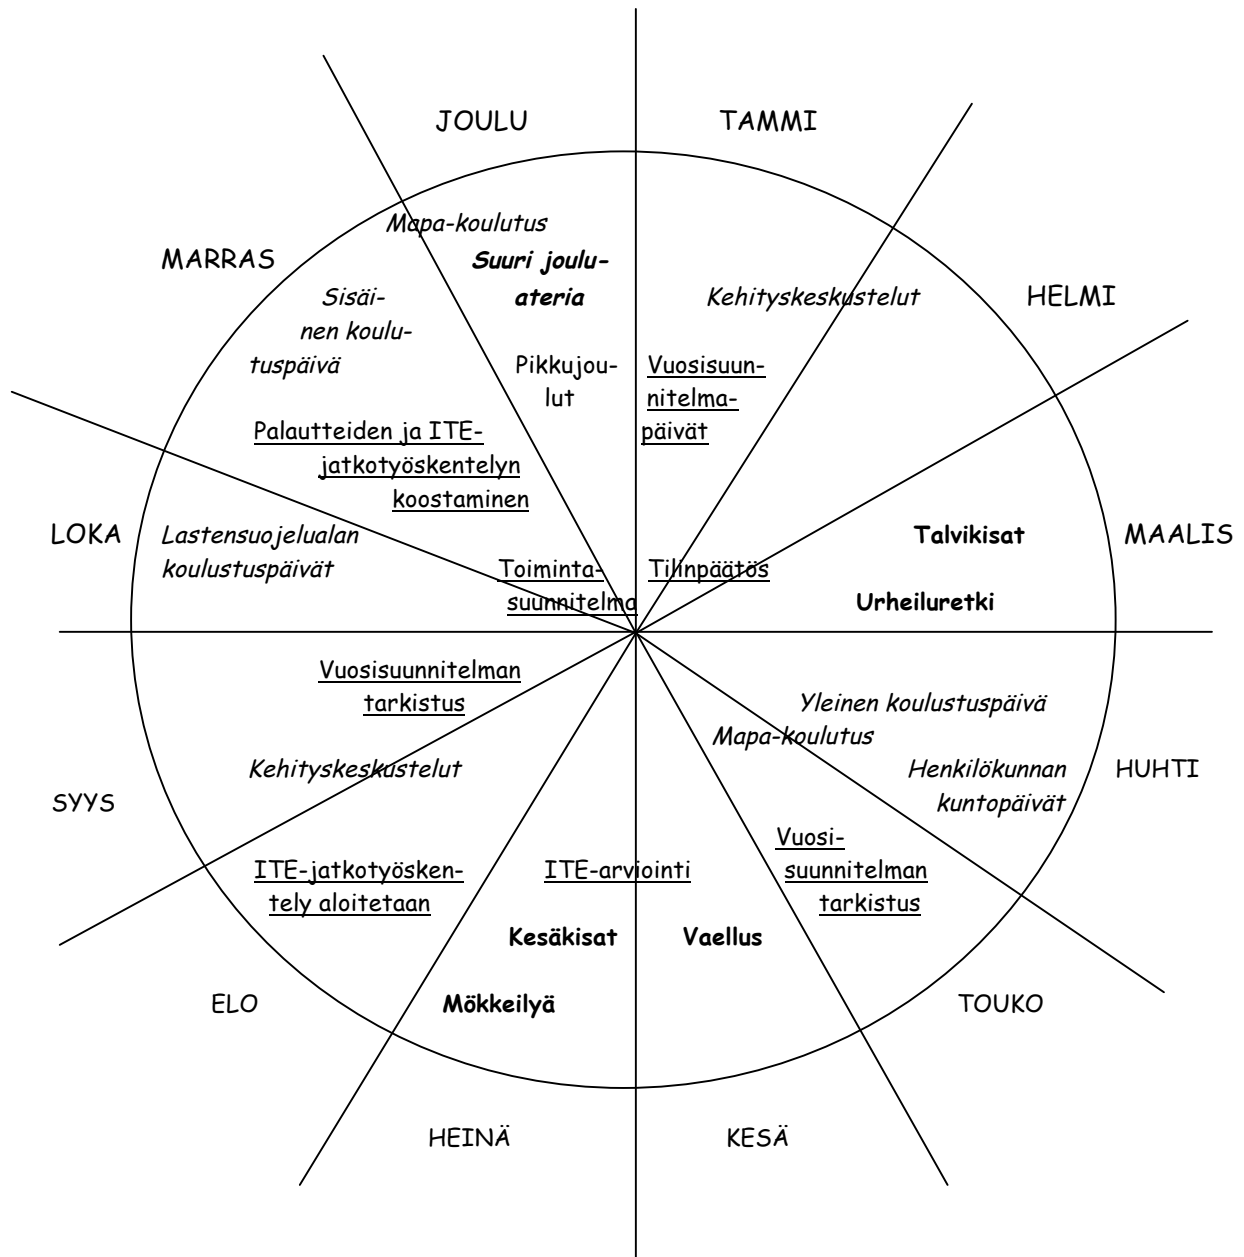 JOULU
TAMMI
Mapa-koulutus
MARRAS
Suuri joulu-
ateria
Sisäi-
nen koulu-
tuspäivä
Kehityskeskustelut
HELMI
Pikkujou-
lut
Vuosisuun-
nitelma-
päivät
Palautteiden ja ITE-
jatkotyöskentelyn
koostaminen
LOKA
Lastensuojelualan
koulustuspäivät
Talvikisat
MAALIS
Toiminta-
suunnitelma
Tilinpäätös
Urheiluretki
Vuosisuunnitelman
tarkistus
Yleinen koulustuspäivä
Mapa-koulutus
Kehityskeskustelut
Henkilökunnan
kuntopäivät
HUHTI
SYYS
Vuosi-
suunnitelman
tarkistus
ITE-jatkotyösken-
tely aloitetaan
ITE-arviointi
Kesäkisat
Vaellus
ELO
Mökkeilyä
TOUKO
HEINÄ
KESÄ